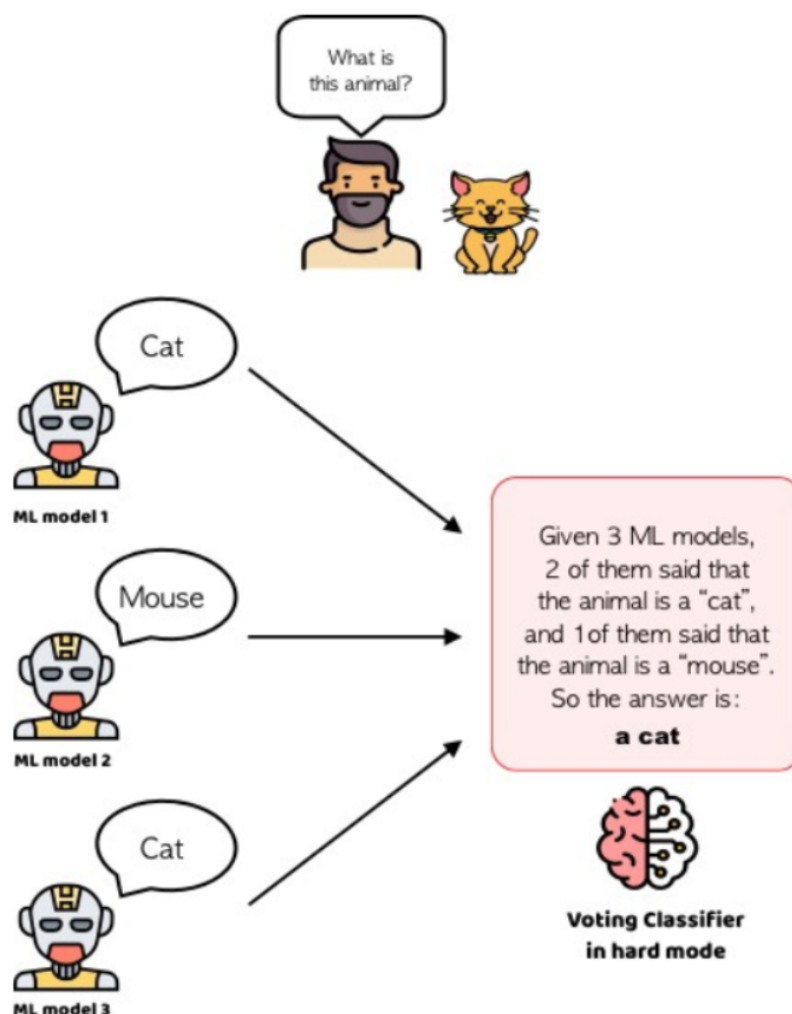 What is
this animal?
Cat
ML model 1
Mouse
ML model 2
Cat
ML model 3
Given 3 ML models,
2 of them said that
the animal is a “cat”,
and 1of them said that
the animal is a “mouse”.
So the answer is:
a cat
Voting Classifier
in hard mode